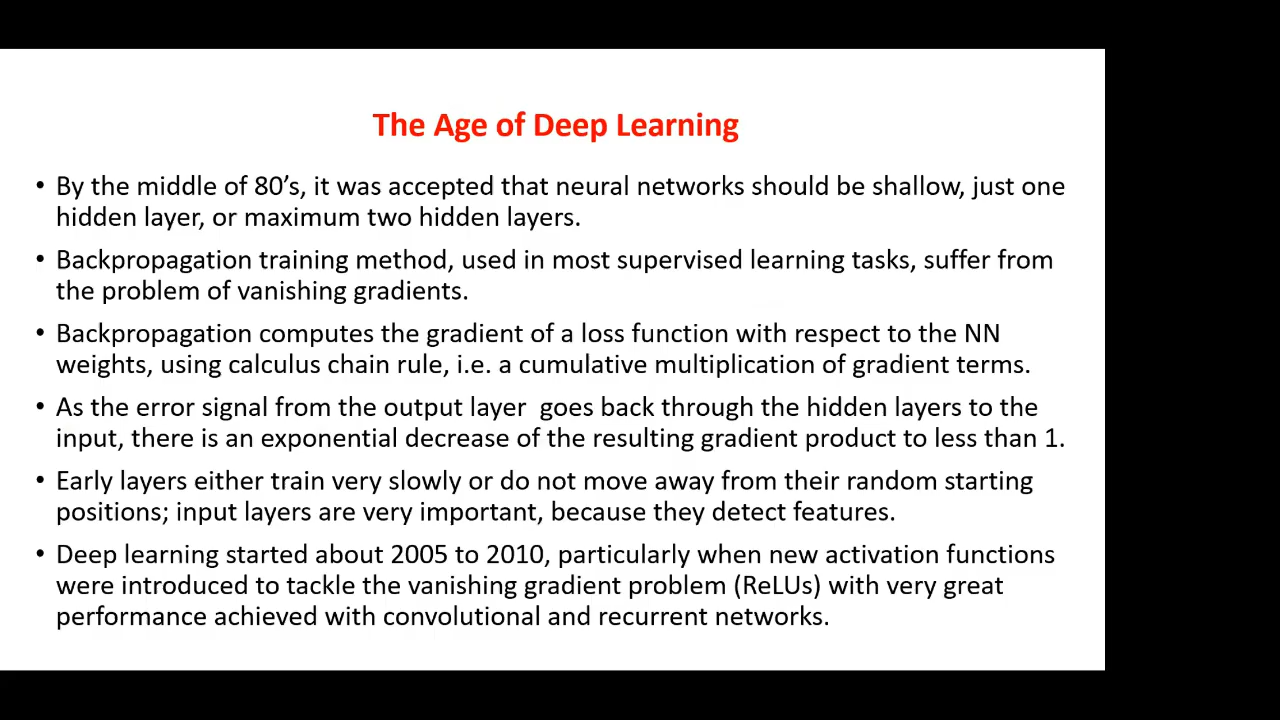 The Age of Deep Learning
• By the middle of 80’s, it was accepted that neural networks should be shallow, just one
hidden layer, or maximum two hidden layers.
• Backpropagation training method, used in most supervised learning tasks, suffer from
the problem of vanishing gradients.
• Backpropagation computes the gradient of a loss function with respect to the NN
weights, using calculus chain rule, i.e. a cumulative multiplication of gradient terms.
• As the error signal from the output layer  goes back through the hidden layers to the
input, there is an exponential decrease of the resulting gradient product to less than 1.
• Early layers either train very slowly or do not move away from their random starting
positions; input layers are very important, because they detect features.
• Deep learning started about 2005 to 2010, particularly when new activation functions
were introduced to tackle the vanishing gradient problem (ReLUs) with very great
performance achieved with convolutional and recurrent networks.